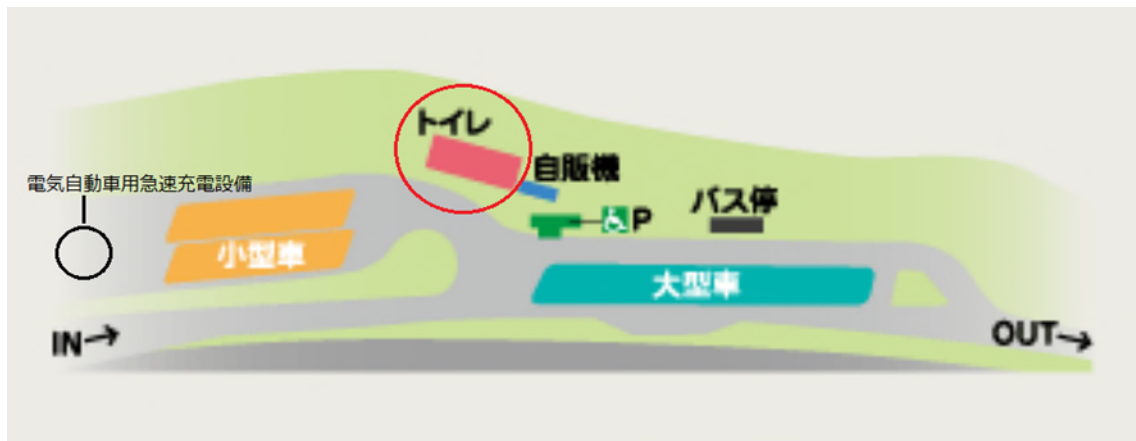 トイレ
自販機
電気自動車用急速充電設備
バス停
P
小型車
大型車
IN→
OUT→